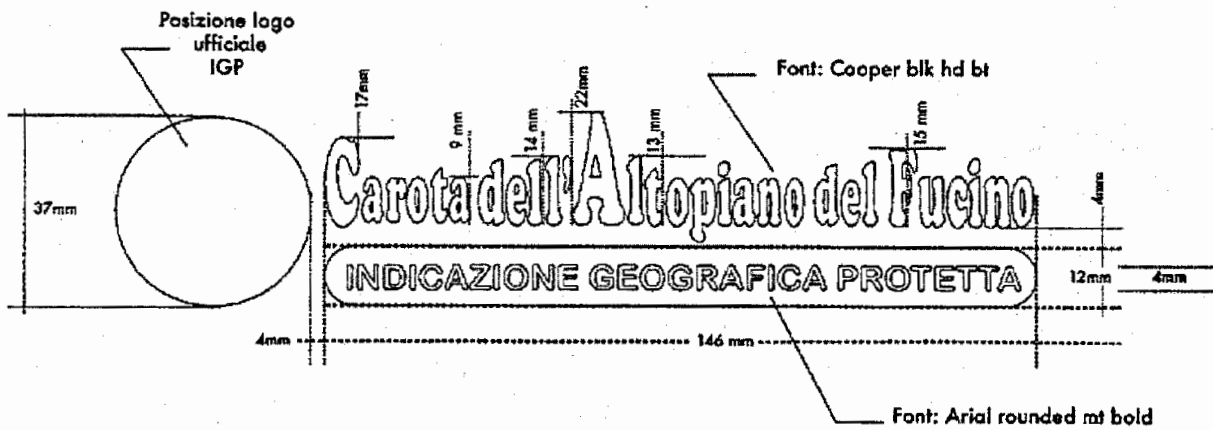 Posizione logo
ufficiale
IGP
Font: Cooper blk hd bt
17mm
9 mm
14 mm
22mm
13 mm
15 mm
Carota dell'Altopiano del Fucino
4mm
37mm
INDICAZIONE GEOGRAFICA PROTETTA
12mm
4mm
4mm
146 mm
Font: Arial rounded mt bold